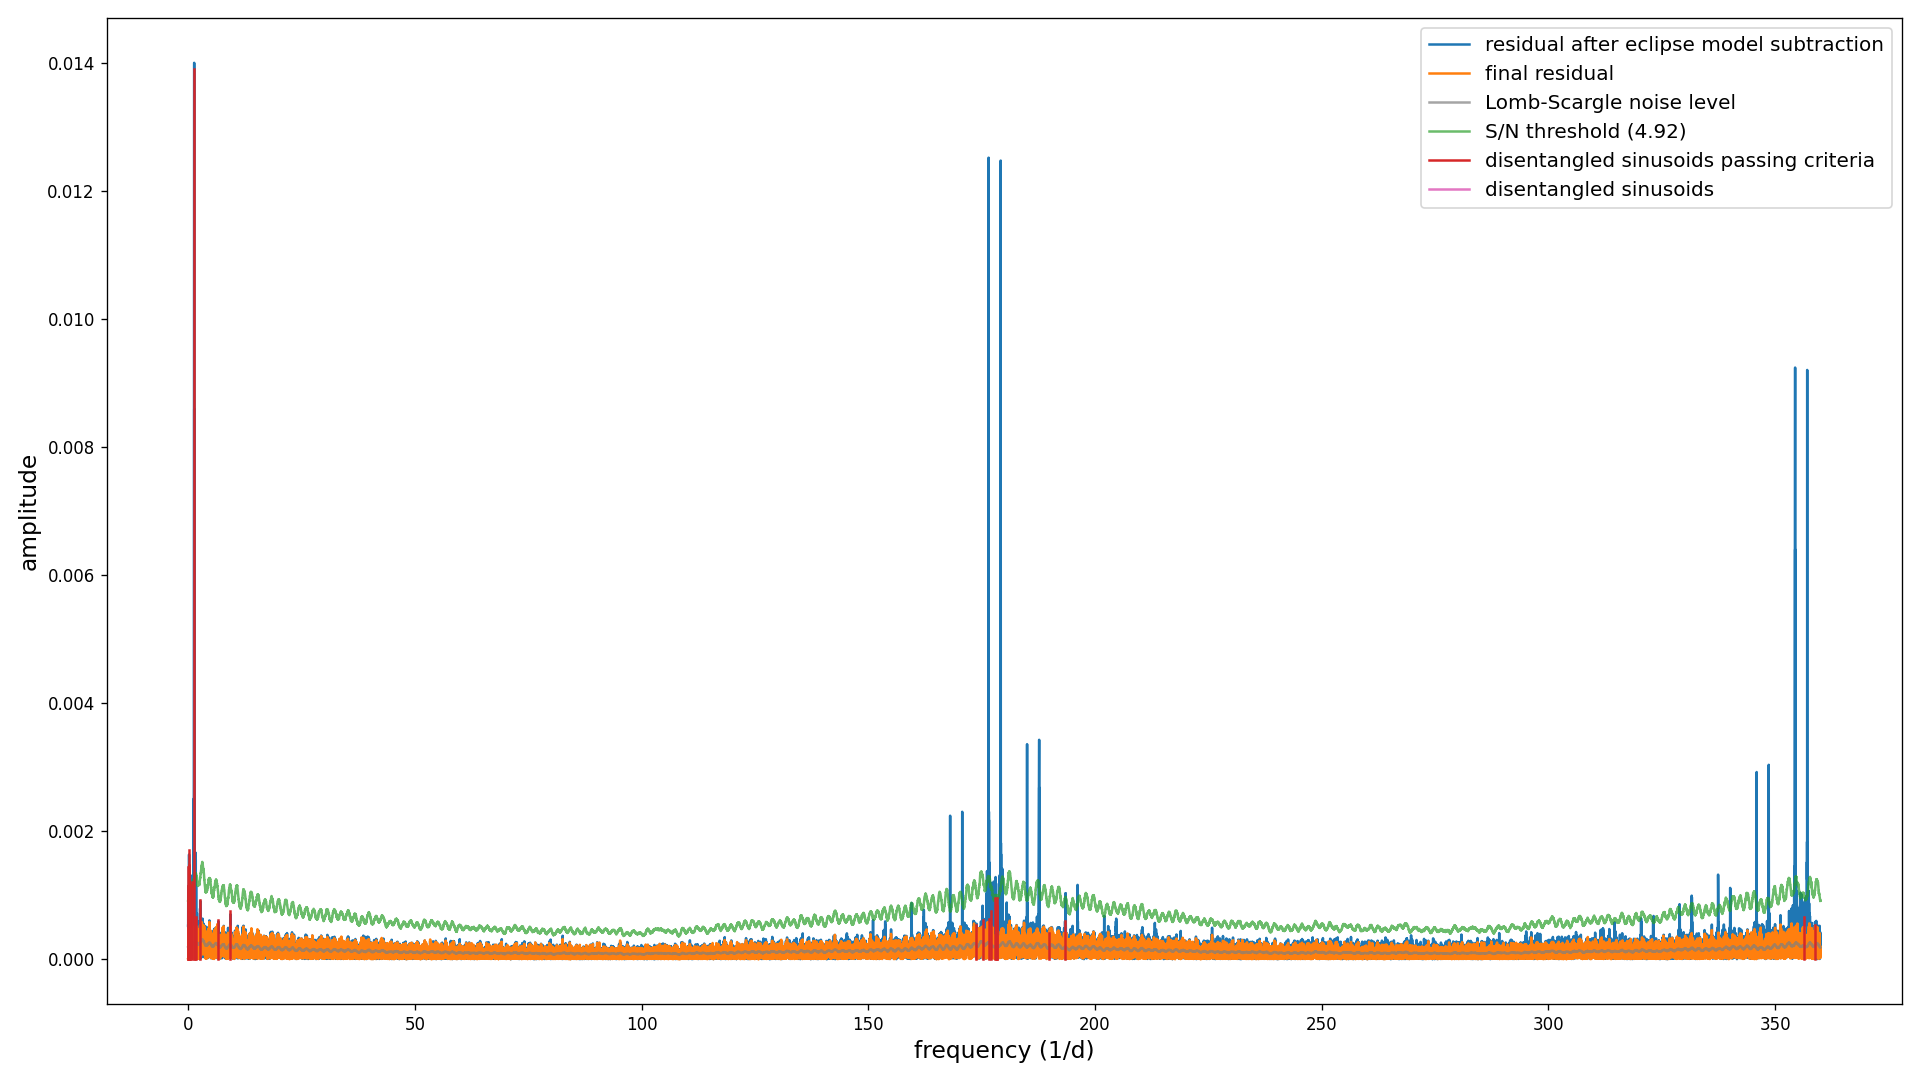 residual after eclipse model subtraction
final residual
Lomb-Scargle noise level
S/N threshold (4.92)
disentangled sinusoids passing criteria
disentangled sinusoids
0.014
0.012
0.010
0.008
0.006
0.004
0.002
0.000
amplitude
0 50 100 150 200 250 300 350
frequency (1/d)